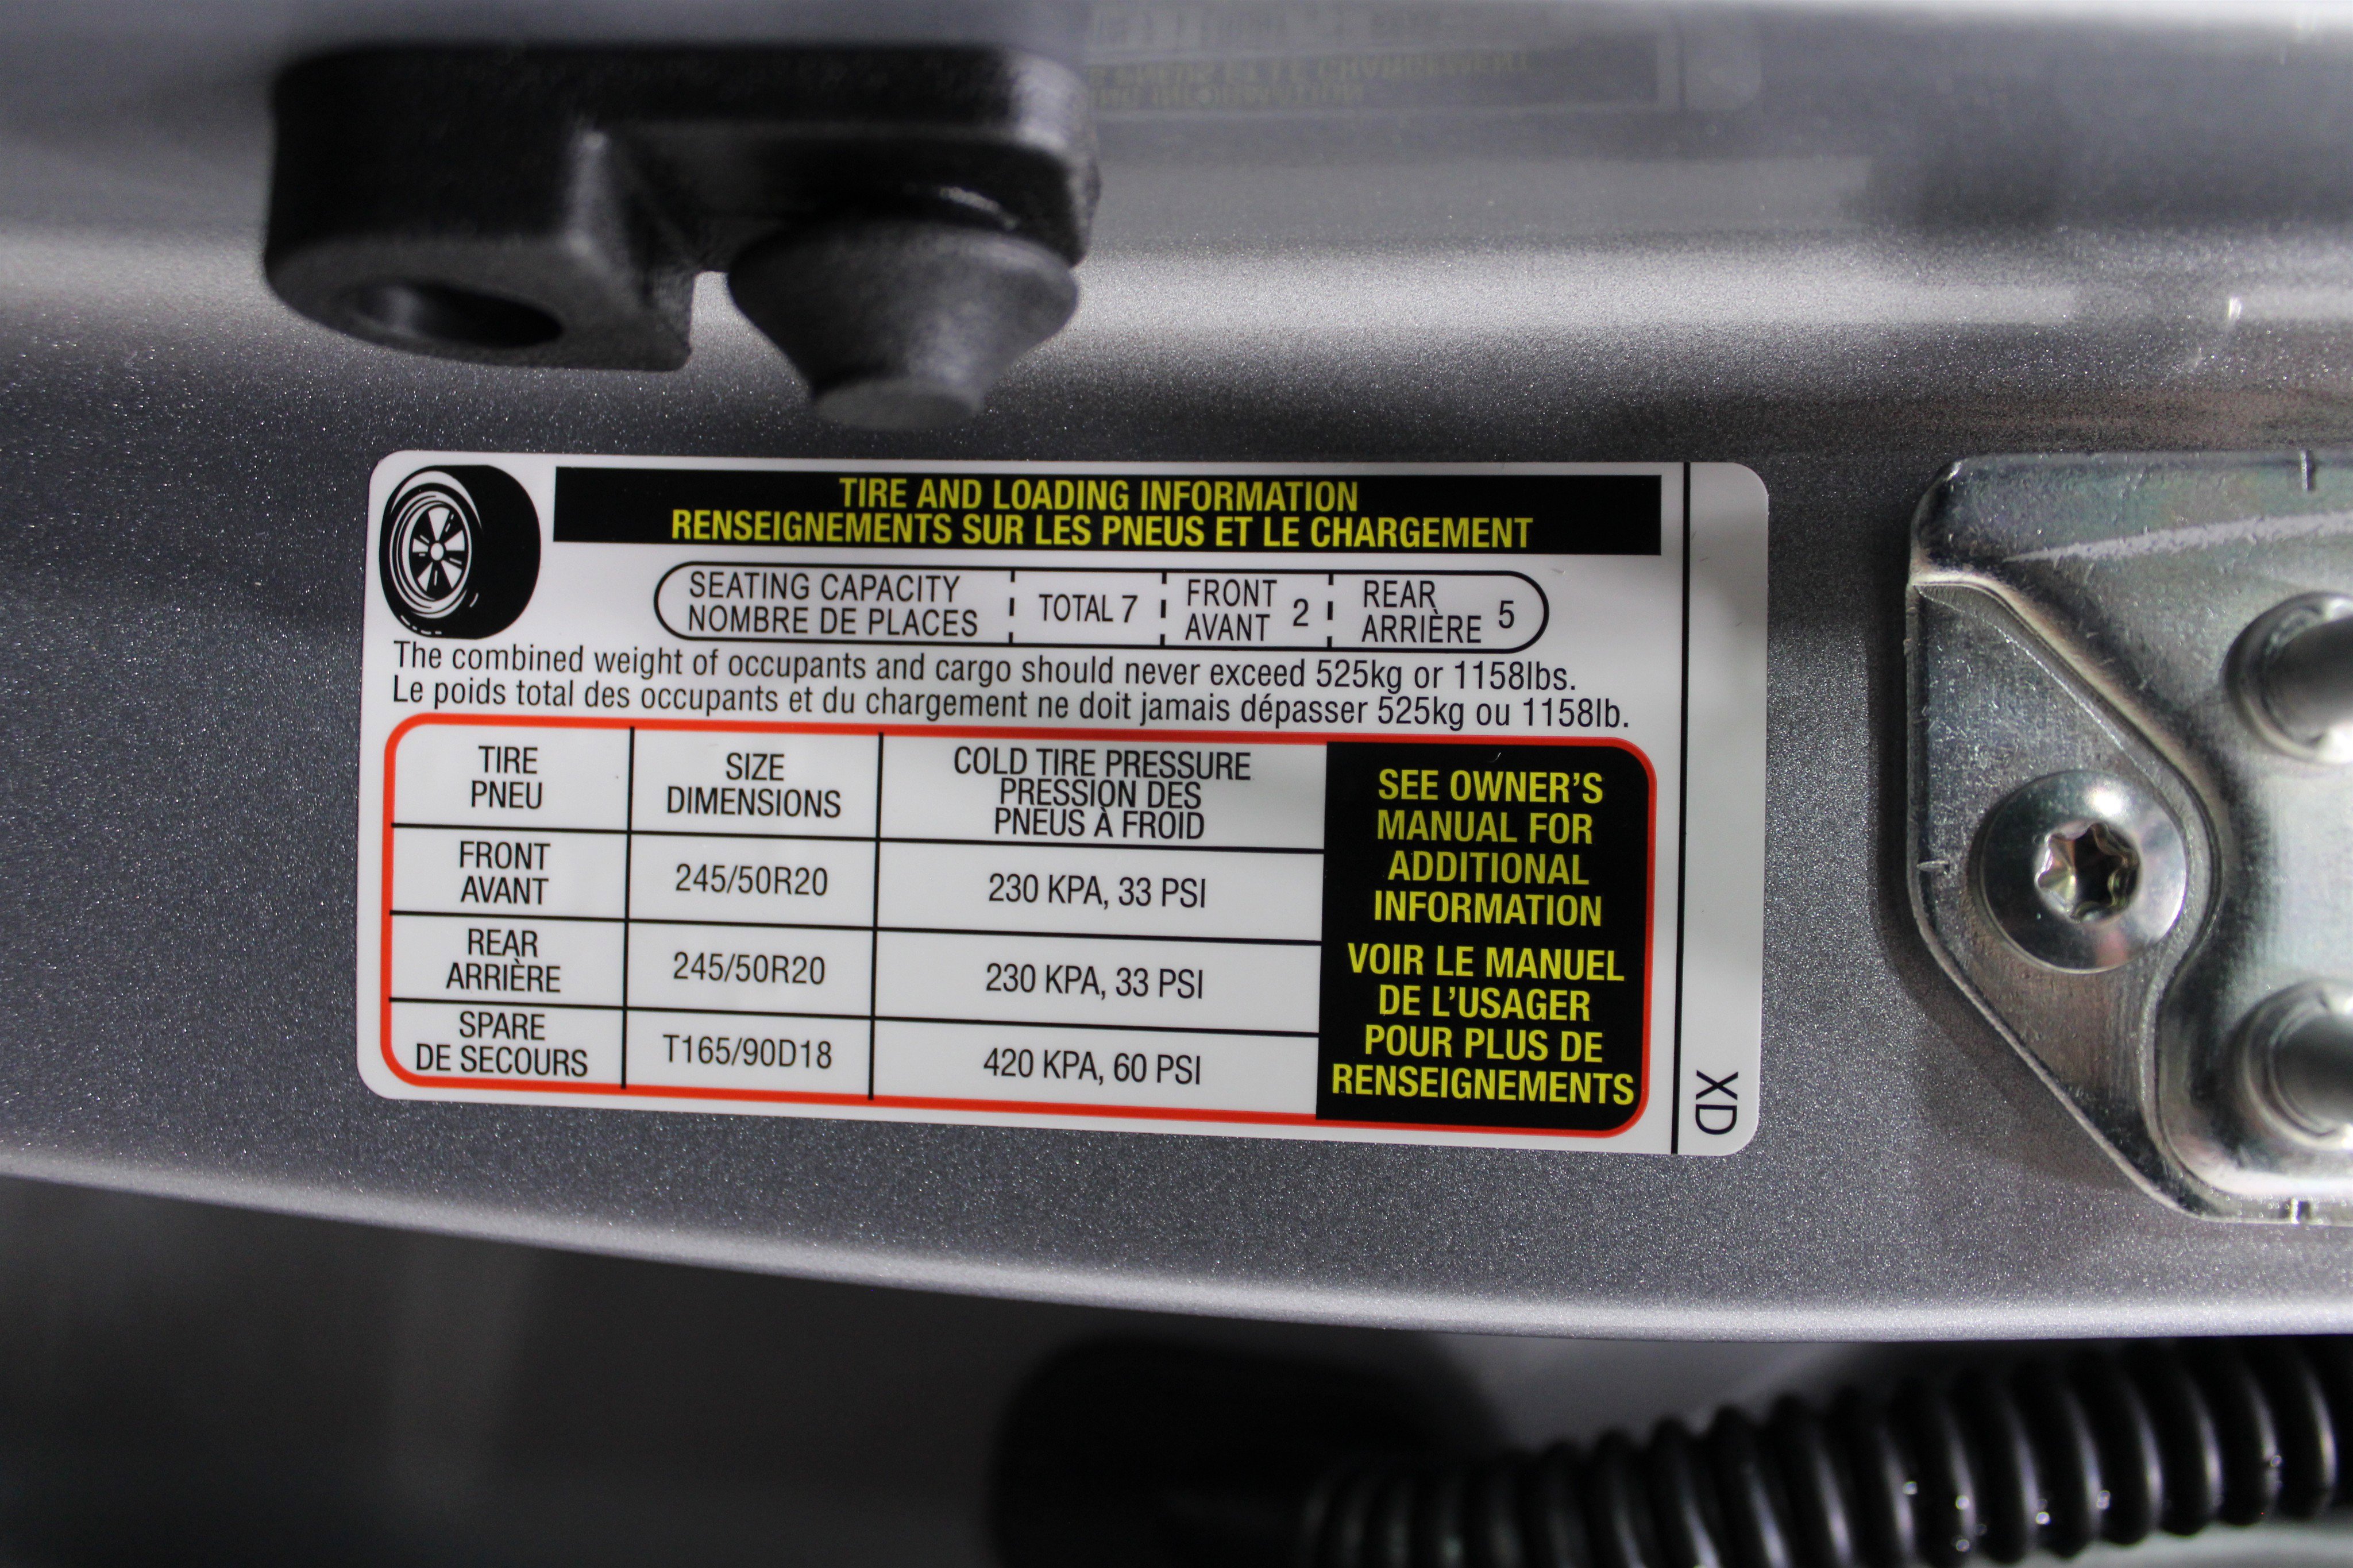 TIRE AND LOADING INFORMATION
RENSEIGNEMENTS SUR LES PNEUS ET LE CHARGEMENT
SEATING CAPACITY
NOMBRE DE PLACES
TOTAL 7
FRONT
AVANT 2
REAR
ARRIÈRE 5
The combined weight of occupants and cargo should never exceed 525kg or 1158lbs.
Le poids total des occupants et du chargement ne doit jamais dépasser 525kg ou 1158lb.
TIRE
PNEU
SIZE
DIMENSIONS
COLD TIRE PRESSURE
PRESSION DES
PNEUS À FROID
FRONT
AVANT
245/50R20
230 KPA, 33 PSI
REAR
ARRIÈRE
245/50R20
230 KPA, 33 PSI
SPARE
DE SECOURS
T165/90D18
420 KPA, 60 PSI
SEE OWNER'S
MANUAL FOR
ADDITIONAL
INFORMATION
VOIR LE MANUEL
DE L'USAGER
POUR PLUS DE
RENSEIGNEMENTS
XD